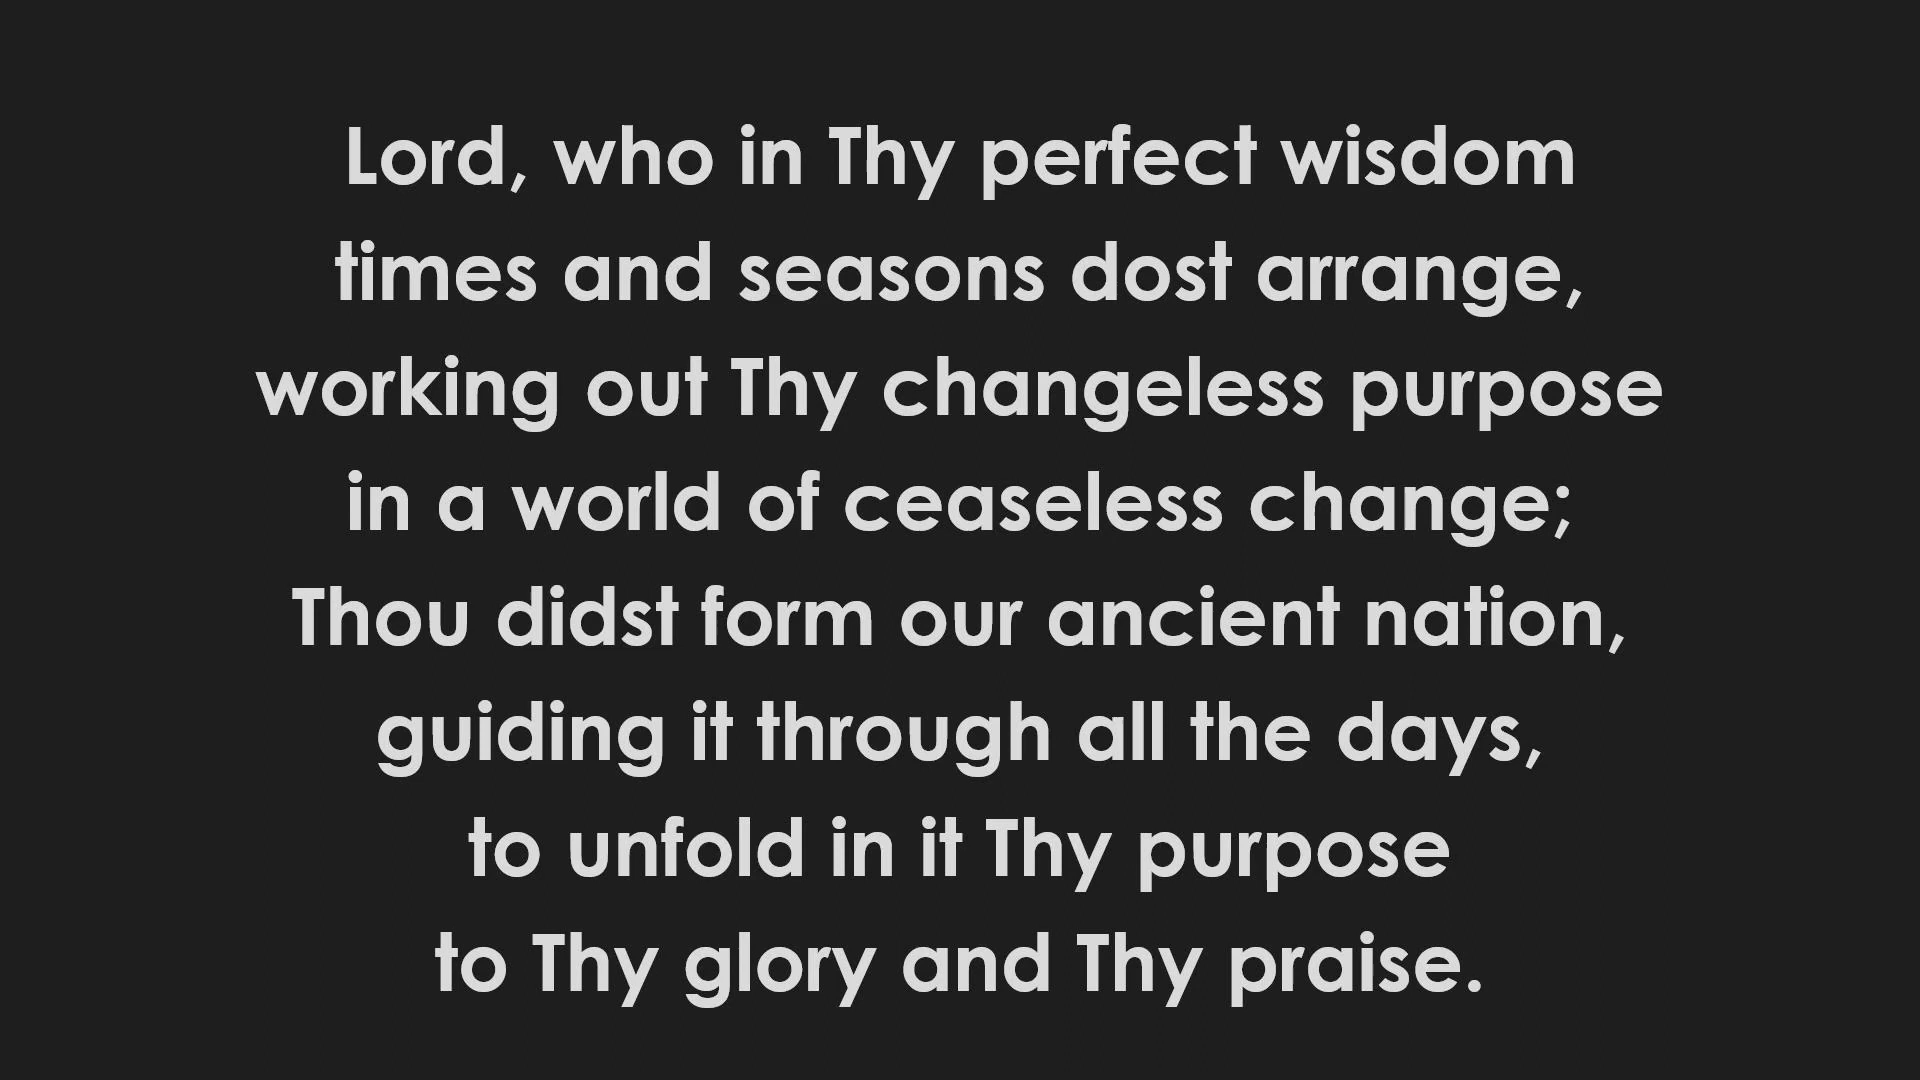 Lord, who in Thy perfect wisdom
times and seasons dost arrange,
working out Thy changeless purpose
in a world of ceaseless change;
Thou didst form our ancient nation,
guiding it through all the days,
to unfold in it Thy purpose
to Thy glory and Thy praise.